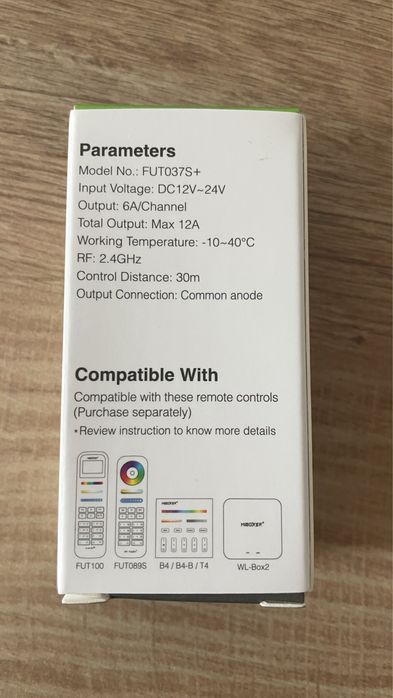 Parameters
Model No.: FUT037S+
Input Voltage: DC12V~24V
Output: 6A/Channel
Total Output: Max 12A
Working Temperature: -10~40°C
RF: 2.4GHz
Control Distance: 30m
Output Connection: Common anode
Compatible With
Compatible with these remote controls
(Purchase separately)
•Review instruction to know more details
MiBOXER
FUT100 FUT089S B4 / B4-B / T4 WL-Box2